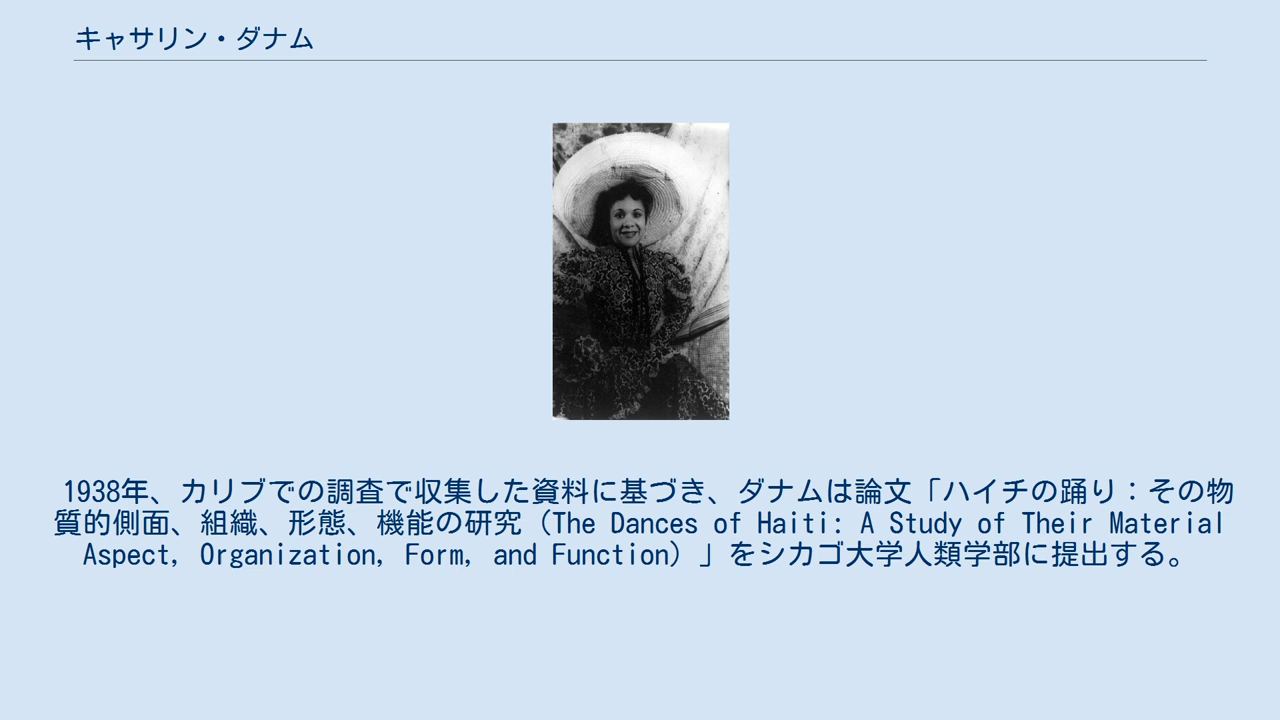 キャサリン・ダナム
1938年、カリブでの調査で収集した資料に基づき、ダナムは論文「ハイチの踊り：その物
質的側面、組織、形態、機能の研究（The Dances of Haiti: A Study of Their Material
Aspect, Organization, Form, and Function）」をシカゴ大学人類学部に提出する。